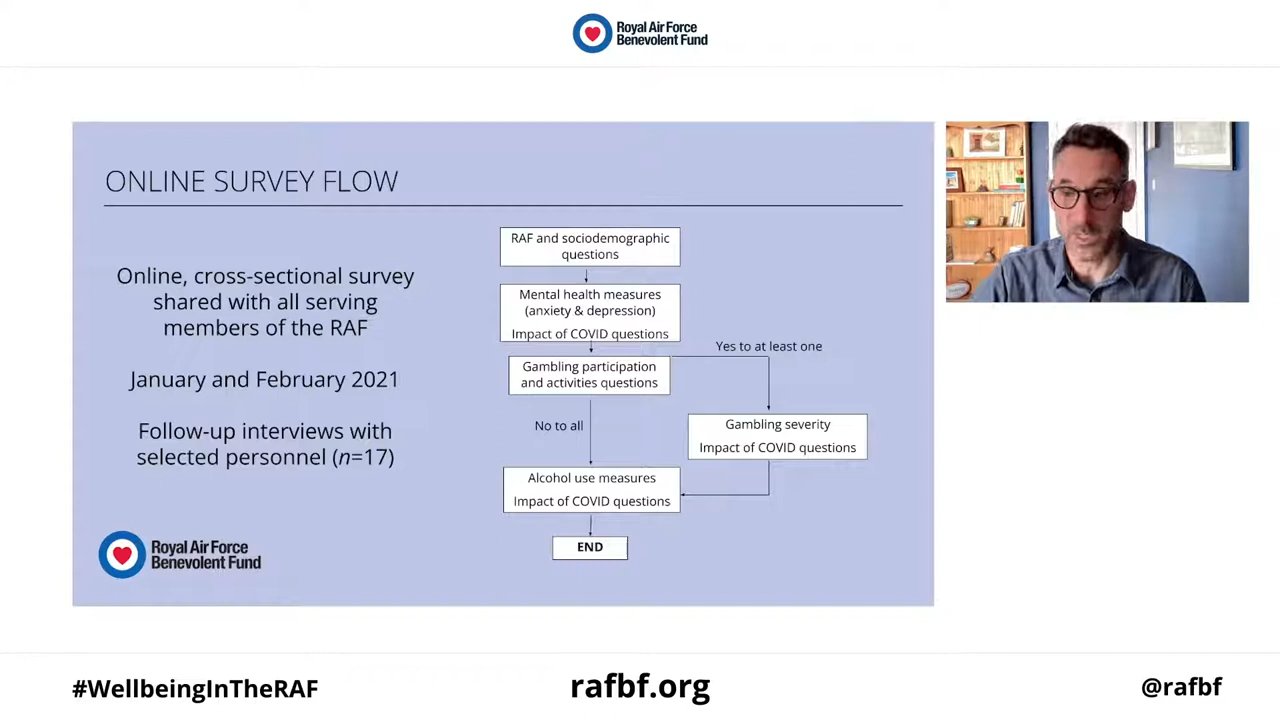 Royal Air Force
Benevolent Fund
ONLINE SURVEY FLOW
Online, cross-sectional survey
shared with all serving
members of the RAF
January and February 2021
Follow-up interviews with
selected personnel (n=17)
RAF and sociodemographic
questions
Mental health measures
(anxiety & depression)
Impact of COVID questions
Gambling participation
and activities questions
Yes to at least one
No to all
Gambling severity
Impact of COVID questions
Alcohol use measures
Impact of COVID questions
END
Royal Air Force
Benevolent Fund
#WellbeingInTheRAF
rafbf.org
@rafbf